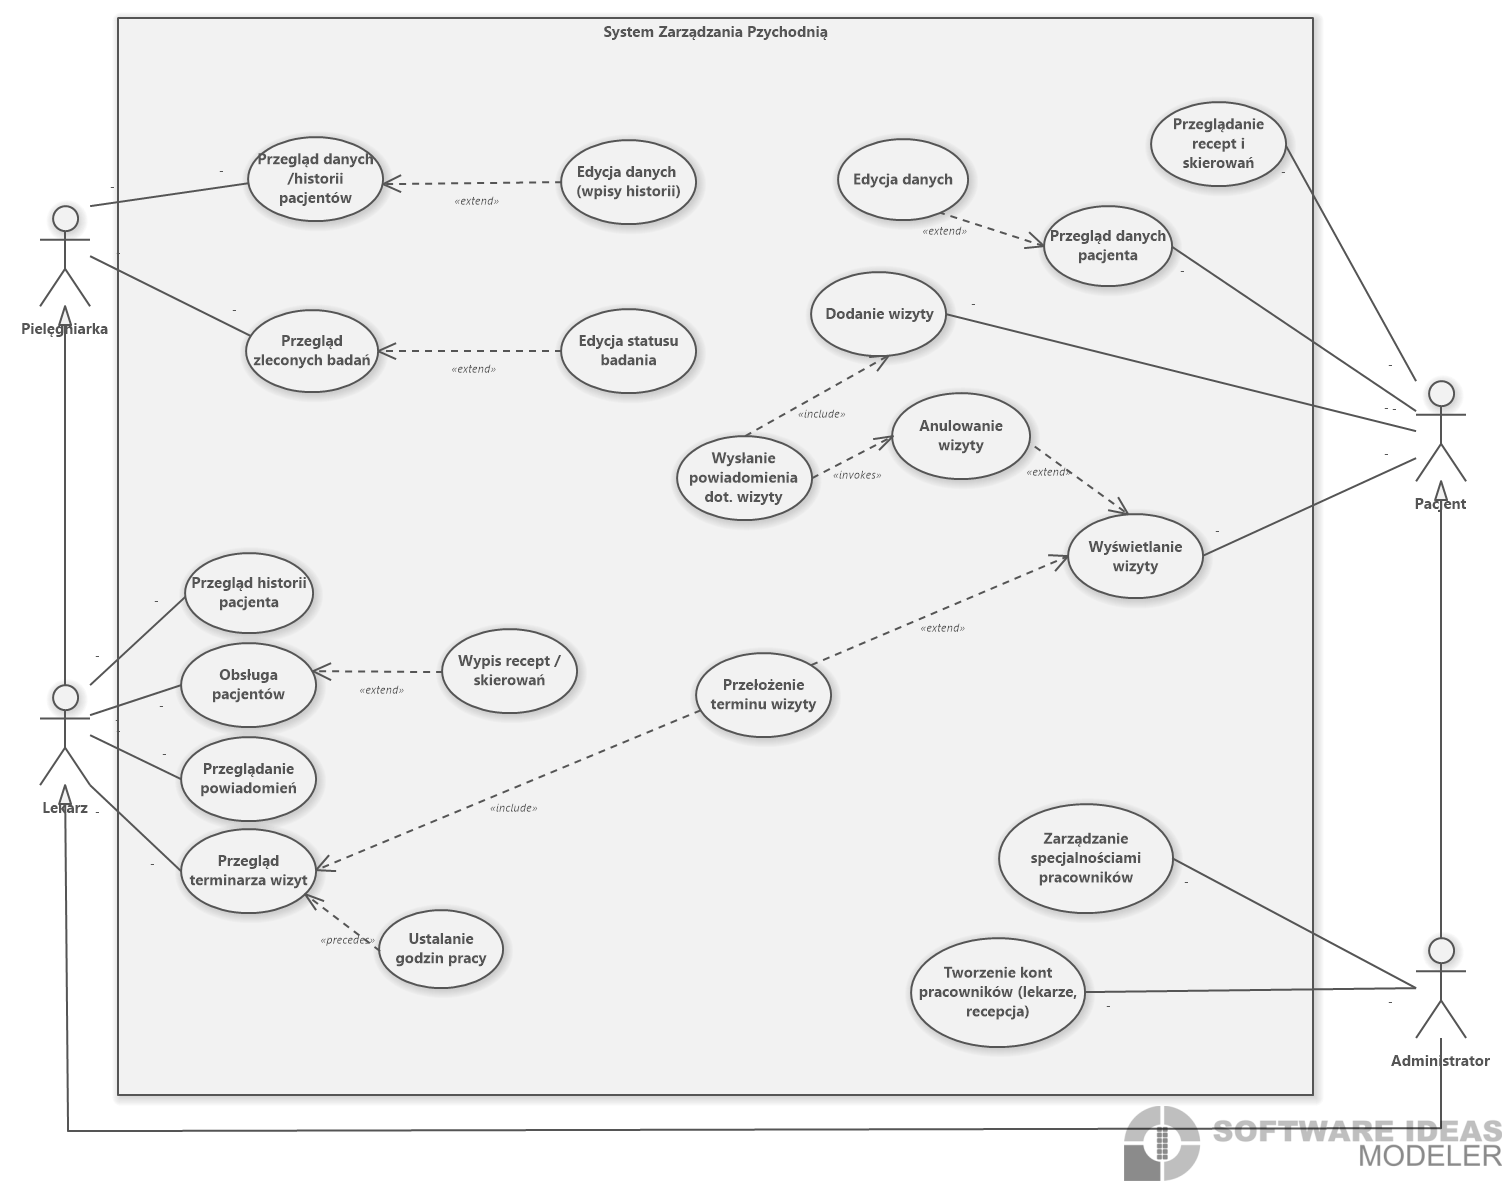 System Zarządzania Pzychodnią
Przeglądanie
recept i
skierowań
Przegląd danych
/historii
pacjentów
Edycja danych
(wpisy historii)
«extend»
Edycja danych
«extend»
Przegląd danych
pacjenta
Pielęgniarka
Dodanie wizyty
Przegląd
zleconych badań
Edycja statusu
badania
«extend»
«include»
Anulowanie
wizyty
Wysłanie
powiadomienia
dot. wizyty
«invokes»
«extend»
Pacjent
Wyświetlanie
wizyty
Przegląd historii
pacjenta
«extend»
Obsługa
pacjentów
Wypis recept /
skierowań
«extend»
Przełożenie
terminu wizyty
Przeglądanie
powiadomień
Lekarz
«include»
Przegląd
terminarza wizyt
Zarządzanie
specjalnościami
pracowników
«precedes»
Ustalanie
godzin pracy
Tworzenie kont
pracowników (lekarze,
recepcja)
Administrator
SOFTWARE IDEAS
MODELER